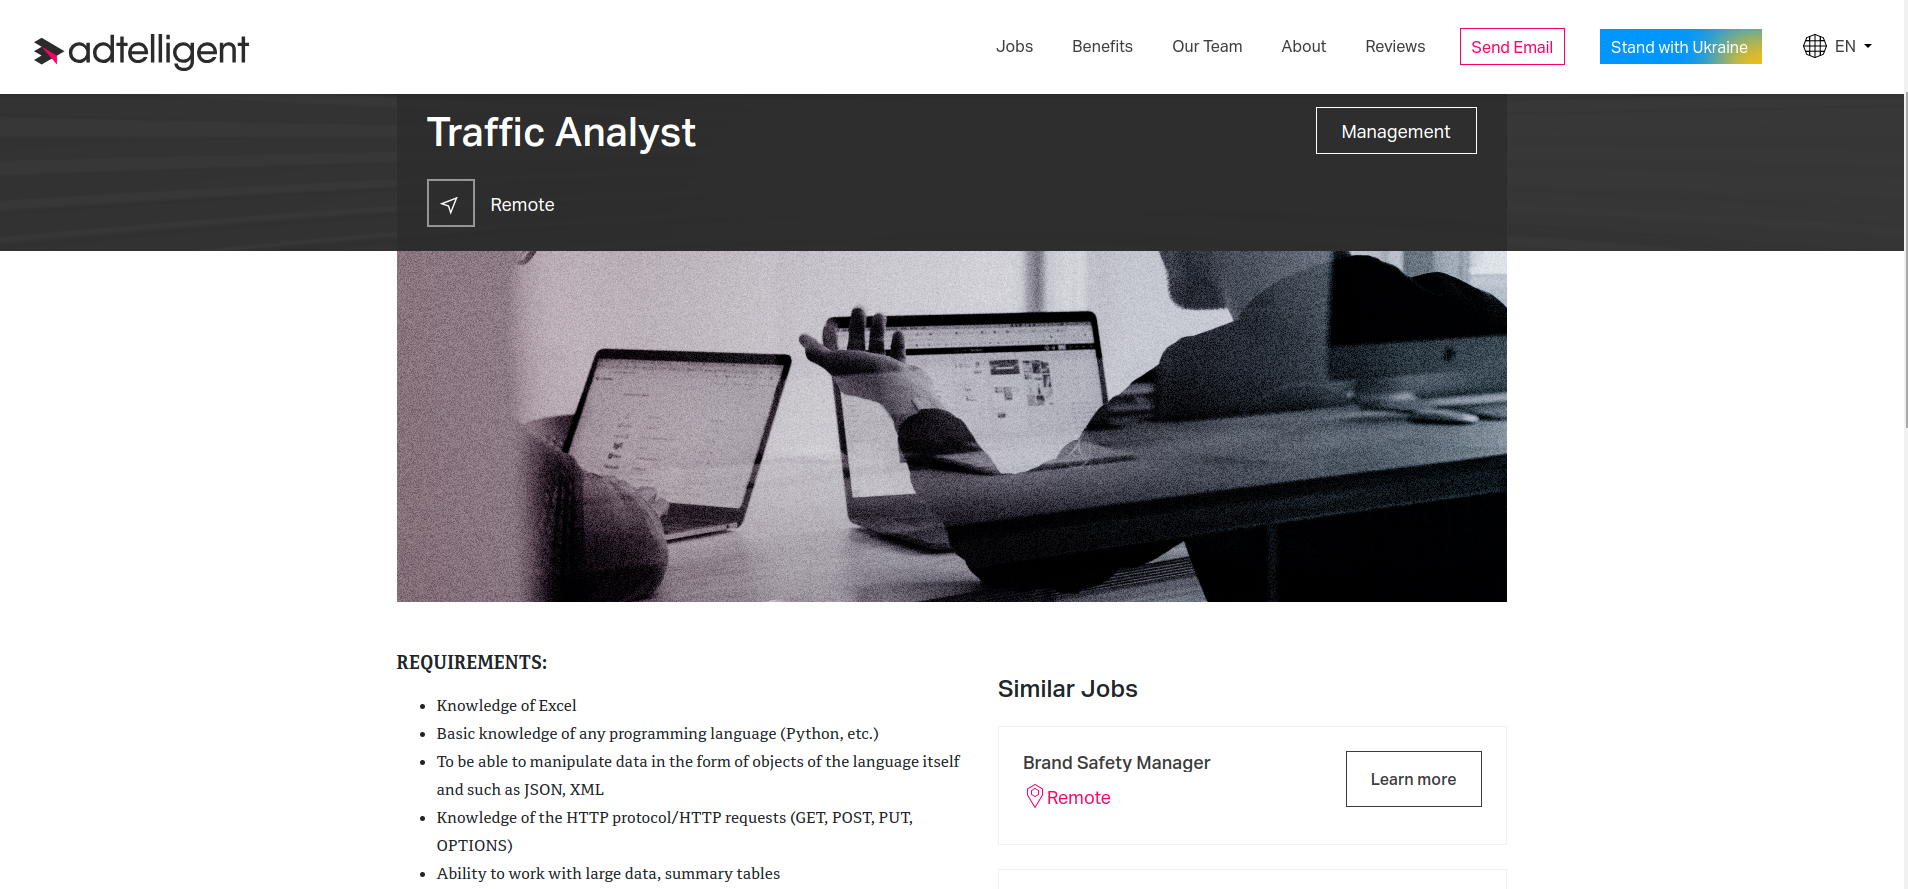 adtelligent
Jobs
Benefits
Our Team
About
Reviews
Send Email
Stand with Ukraine
EN
Traffic Analyst
Management
Remote
REQUIREMENTS:
Knowledge of Excel
Basic knowledge of any programming language (Python, etc.)
To be able to manipulate data in the form of objects of the language itself
and such as JSON, XML
Knowledge of the HTTP protocol/HTTP requests (GET, POST, PUT,
OPTIONS)
Ability to work with large data, summary tables
Similar Jobs
Brand Safety Manager
Remote
Learn more